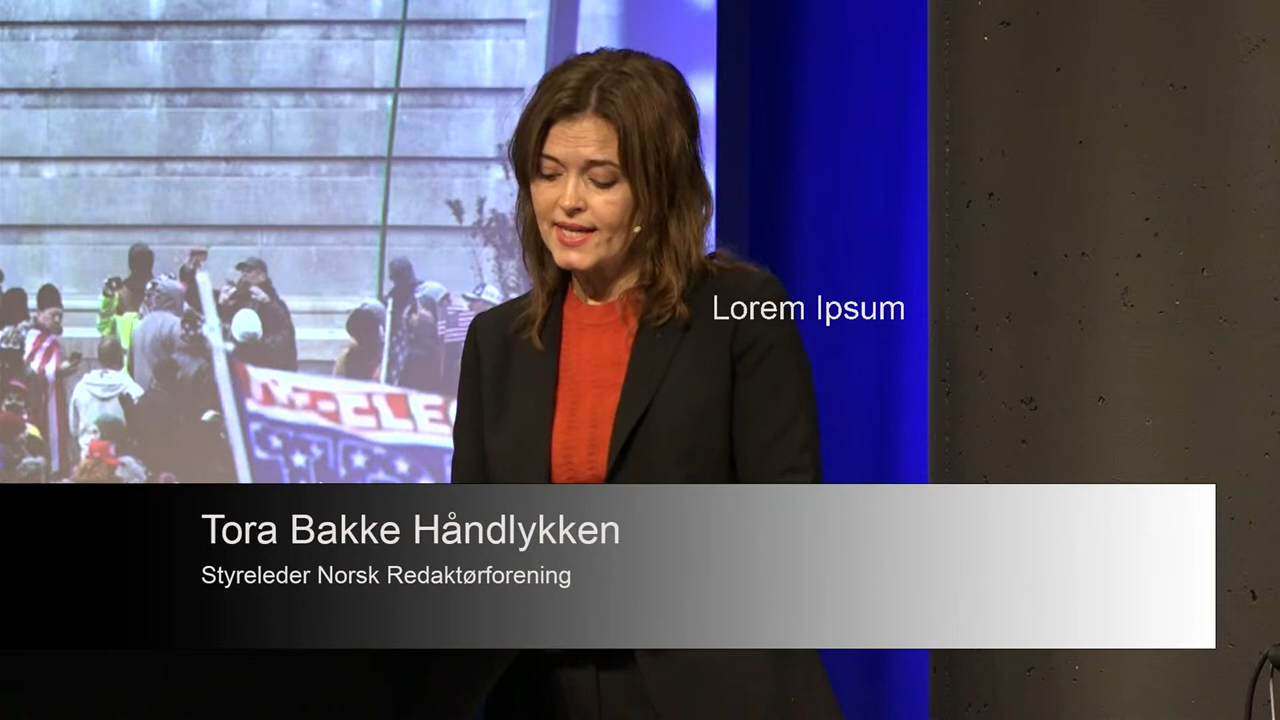 Lorem Ipsum
Tora Bakke Håndlykken
Styreleder Norsk Redaktørforening